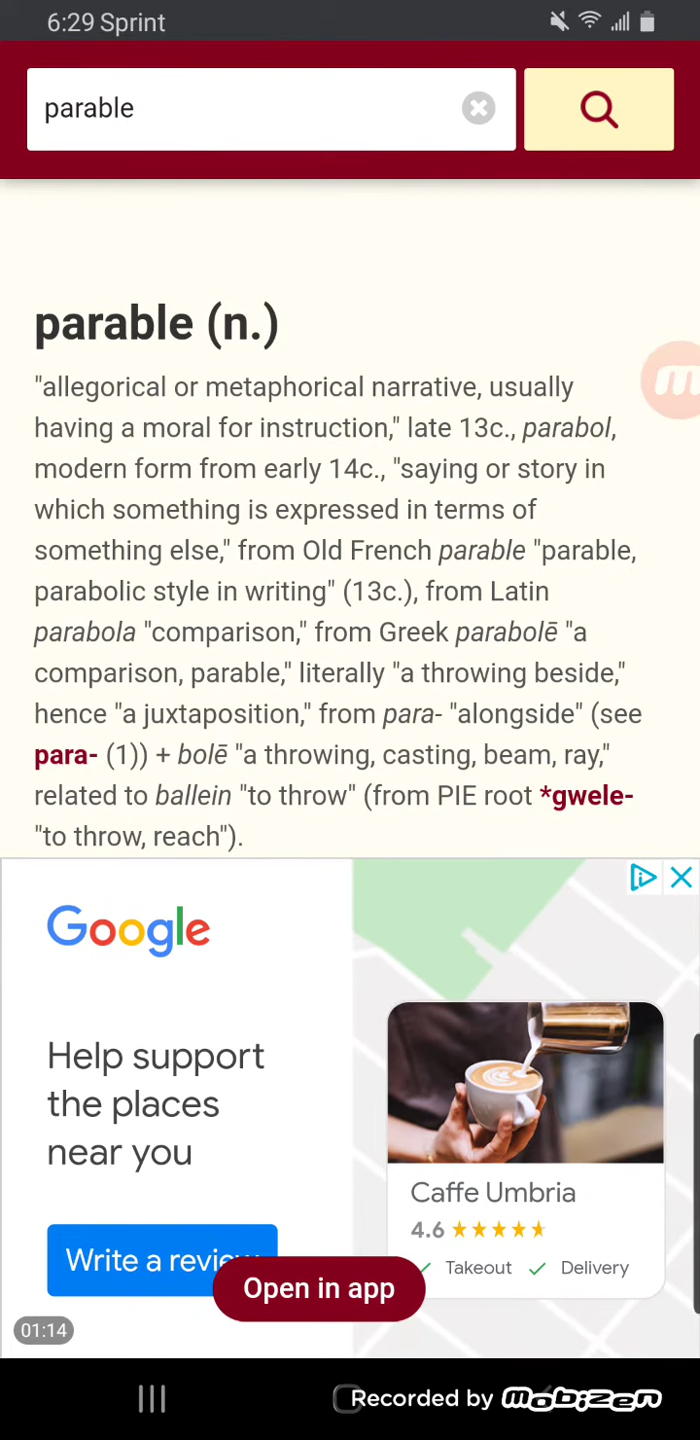 6:29 Sprint
parable
parable (n.)
"allegorical or metaphorical narrative, usually
having a moral for instruction," late 13c., parabol,
modern form from early 14c., "saying or story in
which something is expressed in terms of
something else," from Old French parable "parable,
parabolic style in writing" (13c.), from Latin
parabola "comparison," from Greek parabolē "a
comparison, parable," literally "a throwing beside,"
hence "a juxtaposition," from para- "alongside" (see
para- (1)) + bolē "a throwing, casting, beam, ray,"
related to ballein "to throw" (from PIE root *gwele-
"to throw, reach").
Google
Help support
the places
near you
Write a review
Caffe Umbria
4.6
Takeout Delivery
Open in app
01:14
Recorded by mobizen